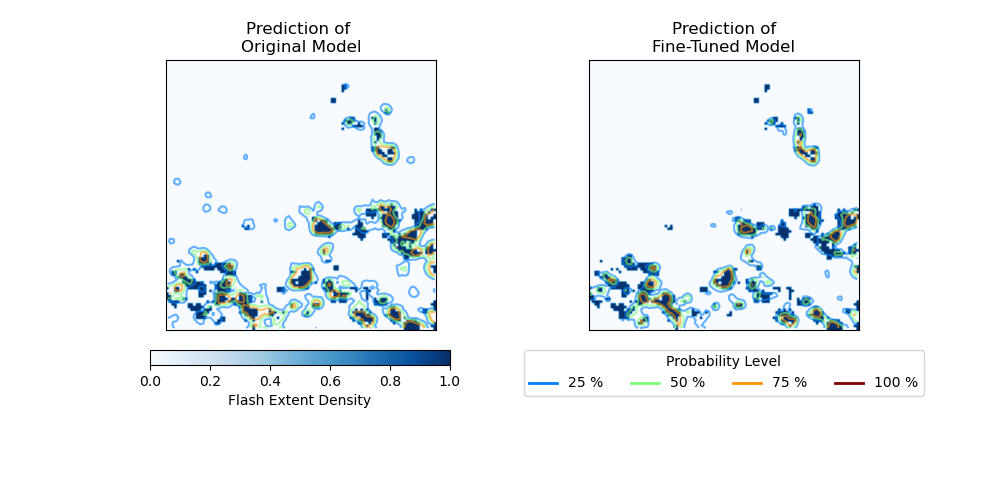 Prediction of
Original Model
Prediction of
Fine-Tuned Model
0.0 0.2 0.4 0.6 0.8 1.0
Flash Extent Density
Probability Level
25 % 50 % 75 % 100 %